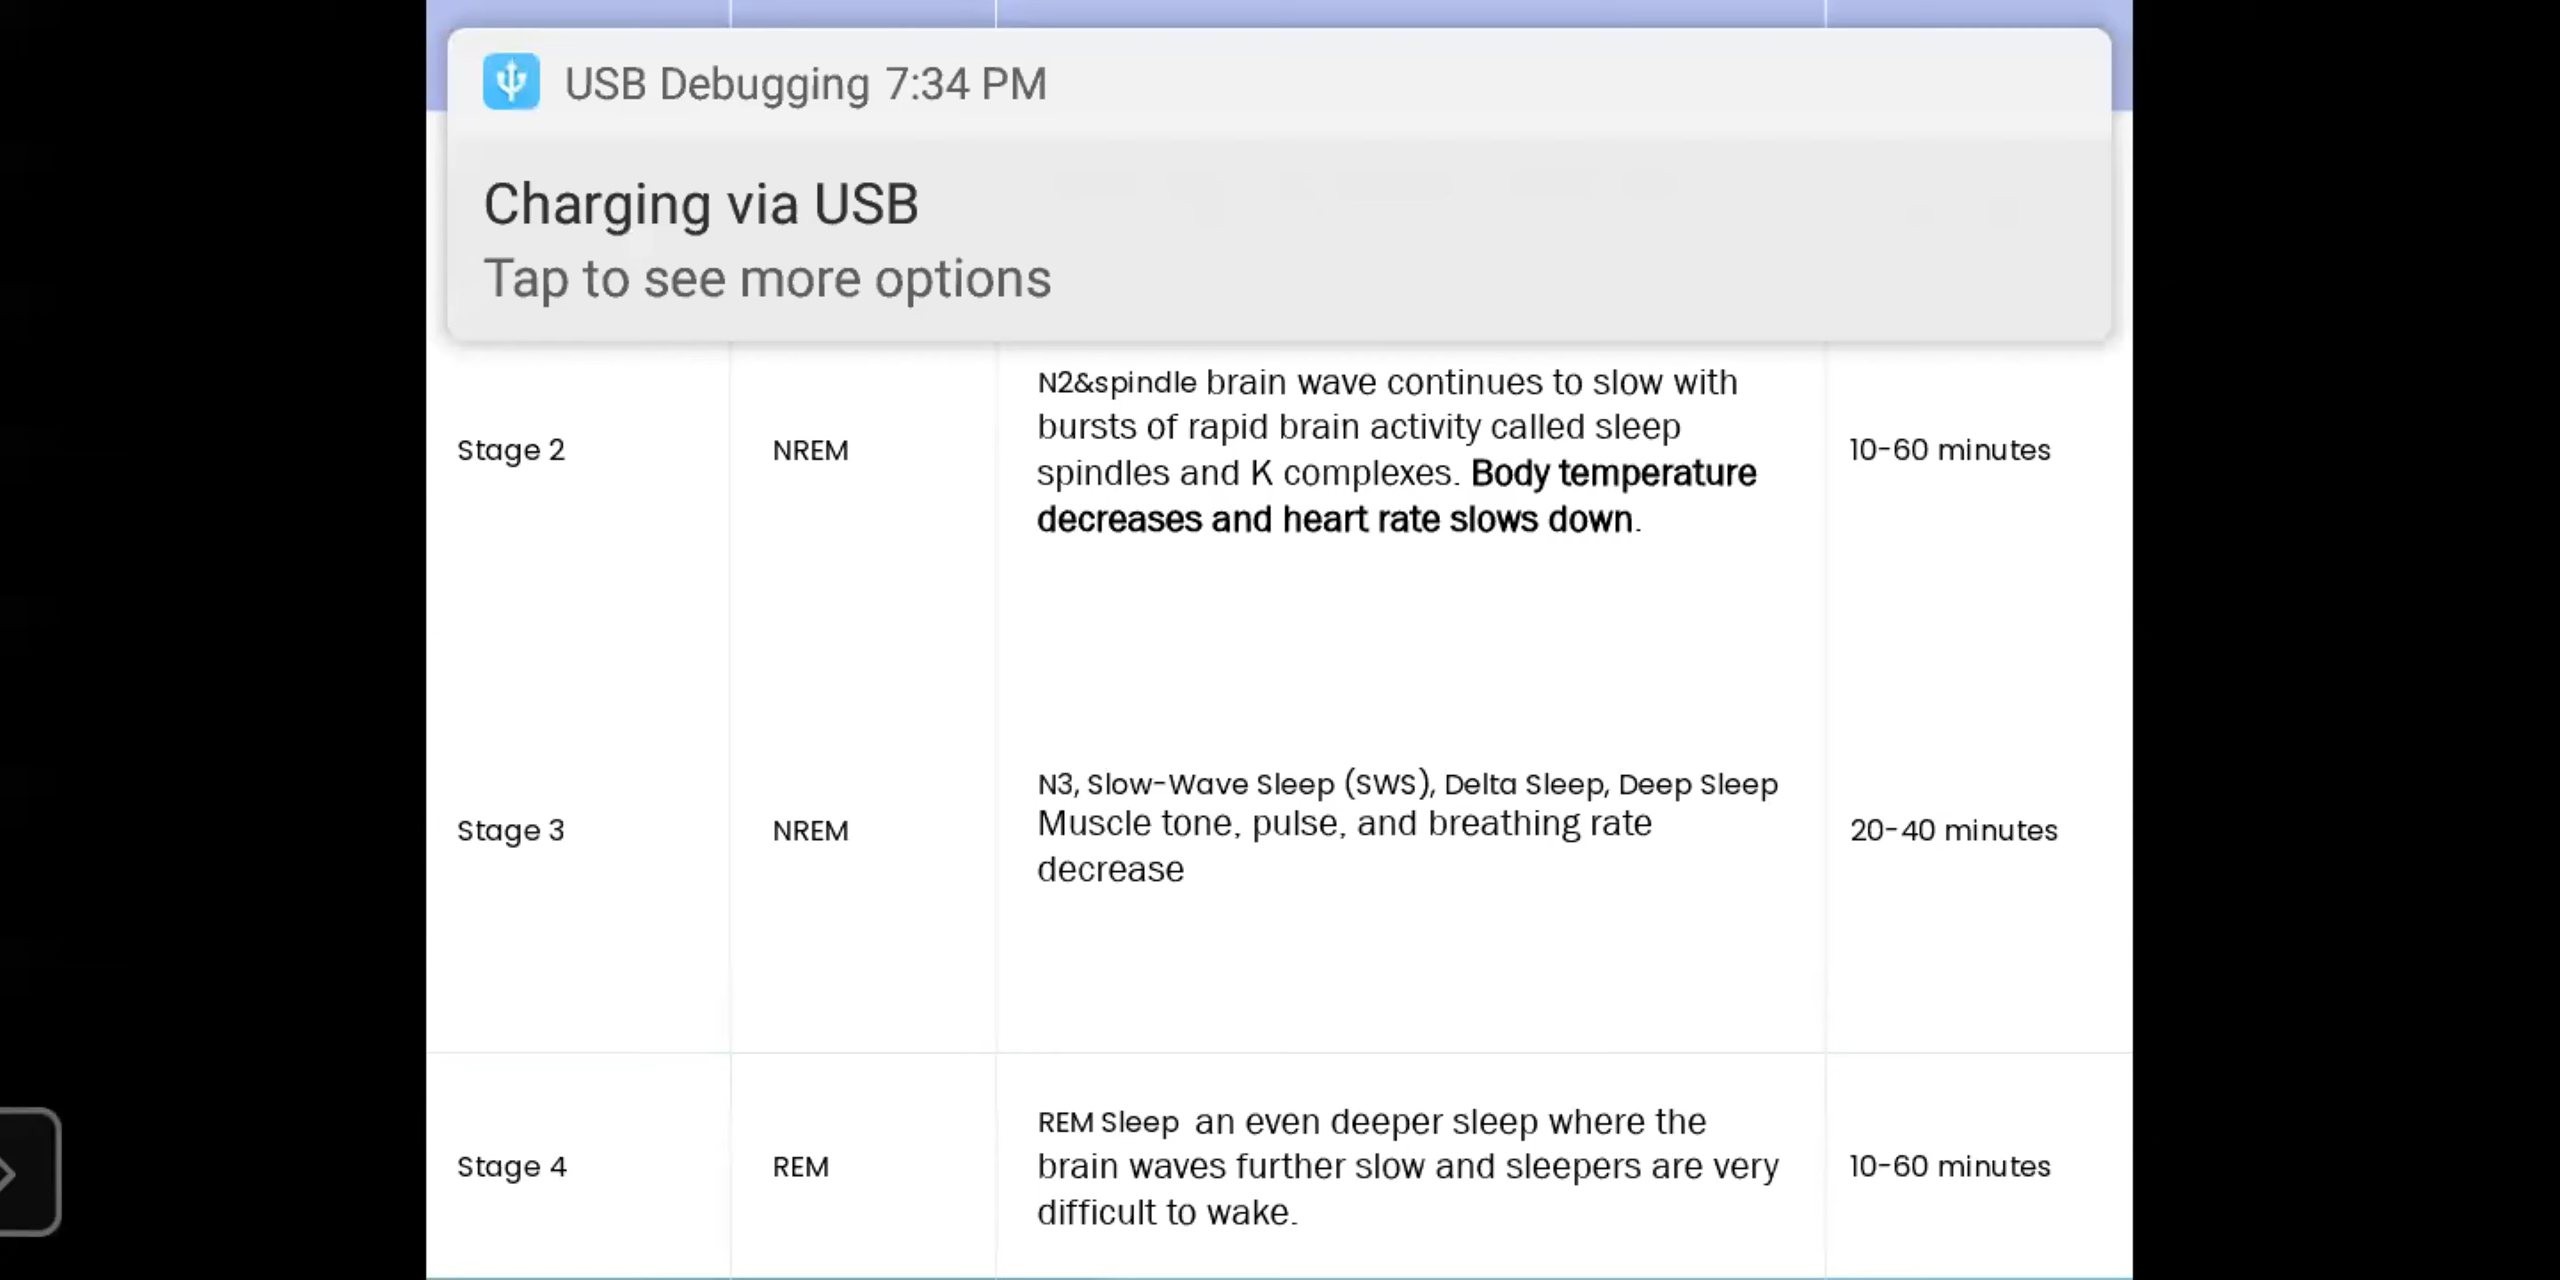 USB Debugging 7:34 PM
Charging via USB
Tap to see more options
Stage 2
NREM
N2&spindle brain wave continues to slow with
bursts of rapid brain activity called sleep
spindles and K complexes. Body temperature
decreases and heart rate slows down.
10-60 minutes
Stage 3
NREM
N3, Slow-Wave Sleep (SWS), Delta Sleep, Deep Sleep
Muscle tone, pulse, and breathing rate
decrease
20-40 minutes
Stage 4
REM
REM Sleep an even deeper sleep where the
brain waves further slow and sleepers are very
difficult to wake.
10-60 minutes